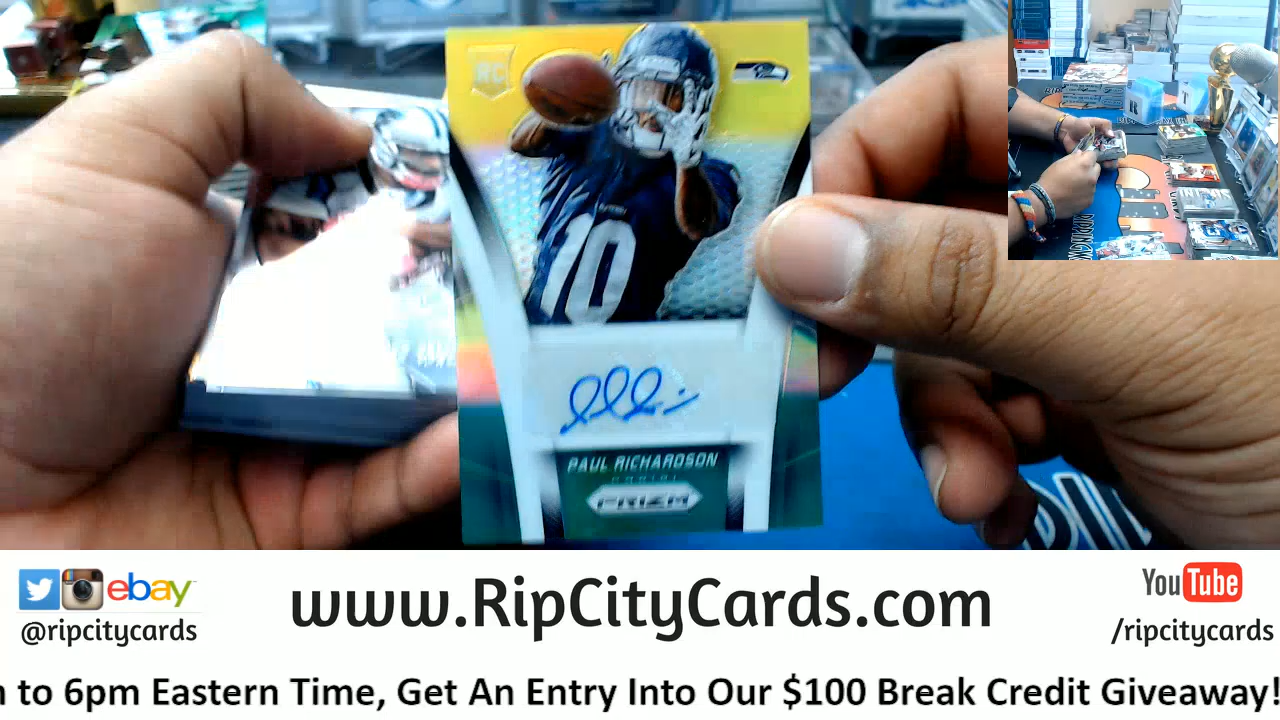 RC
10
PAUL RICHARDSON
PANINI
PRIZM
ebay
@ripcitycards
www.RipCityCards.com
YouTube
/ripcitycards
to 6pm Eastern Time, Get An Entry Into Our $100 Break Credit Giveaway!